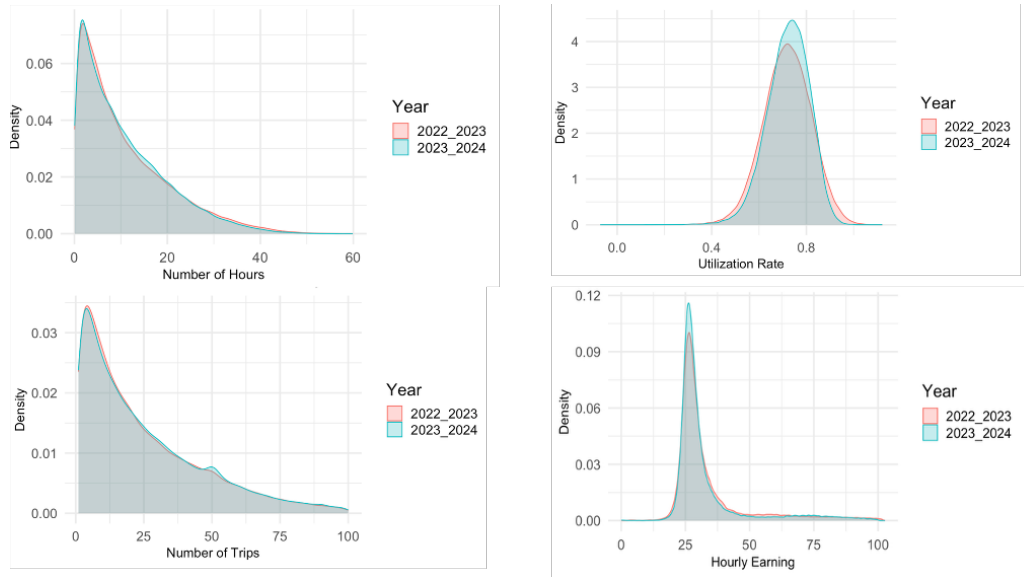 0.06
0.04
0.02
0.00
Density
0 20 40 60
Number of Hours
Year
2022_2023
2023_2024
4
3
2
1
0
Density
0.0 0.4 0.8
Utilization Rate
Year
2022_2023
2023_2024
0.03
0.02
0.01
0.00
Density
0 25 50 75 100
Number of Trips
Year
2022_2023
2023_2024
0.12
0.09
0.06
0.03
0.00
Density
0 25 50 75 100
Hourly Earning
Year
2022_2023
2023_2024